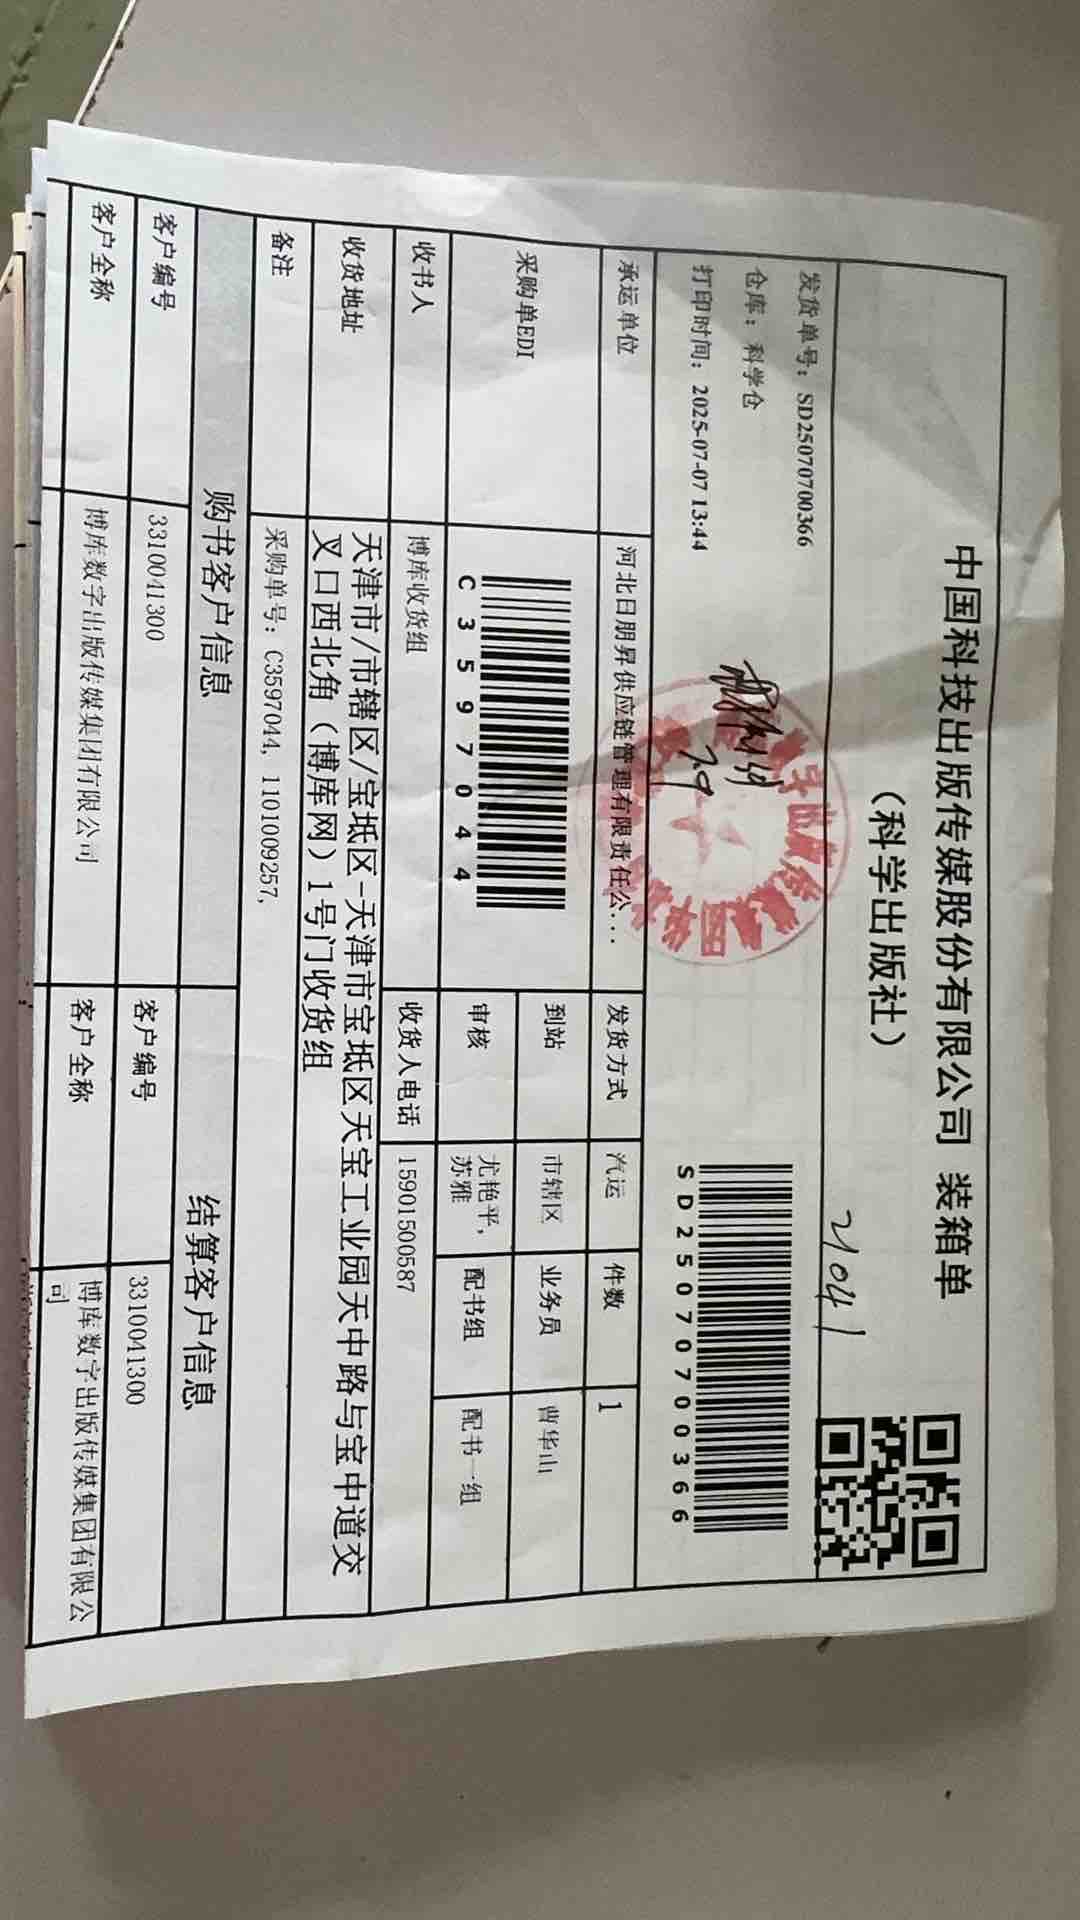 中国科技出版传媒股份有限公司 装箱单
（科学出版社）
2041
发货单号：SD25070700366
仓库：科学仓
打印时间：2025-07-07 13:44
SD25070700366
7.9
承运单位 河北日朋昇供应链管理有限责任公... 发货方式 汽运 件数 1
采购单EDI C3597044 到站 市辖区 业务员 曹华山
审核 尤艳平，苏雅 配书组 配书一组
收书人 博库收货组 收货人电话 15901500587
收货地址 天津市/市辖区/宝坻区-天津市宝坻区天宝工业园天中路与宝中道交
叉口西北角（博库网）1号门收货组
备注 采购单号：C3597044, 1101009257,
购书客户信息 结算客户信息
客户编号 3310041300 客户编号 3310041300
客户全称 博库数字出版传媒集团有限公司 客户全称 博库数字出版传媒集团有限公
司